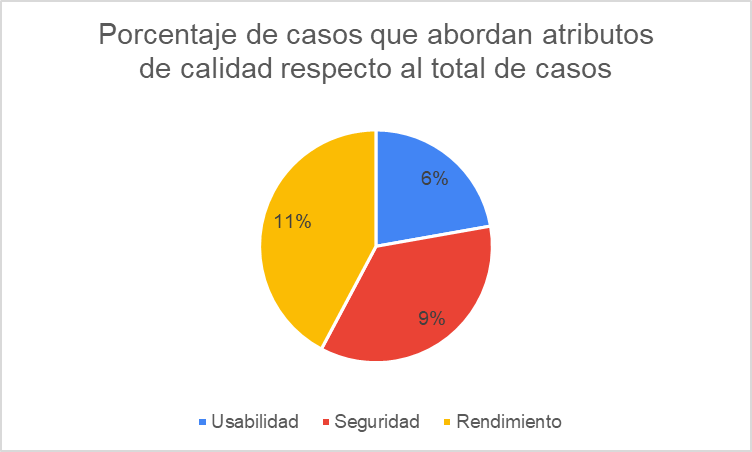 Porcentaje de casos que abordan atributos
de calidad respecto al total de casos
6%
11%
9%
Usabilidad Seguridad Rendimiento